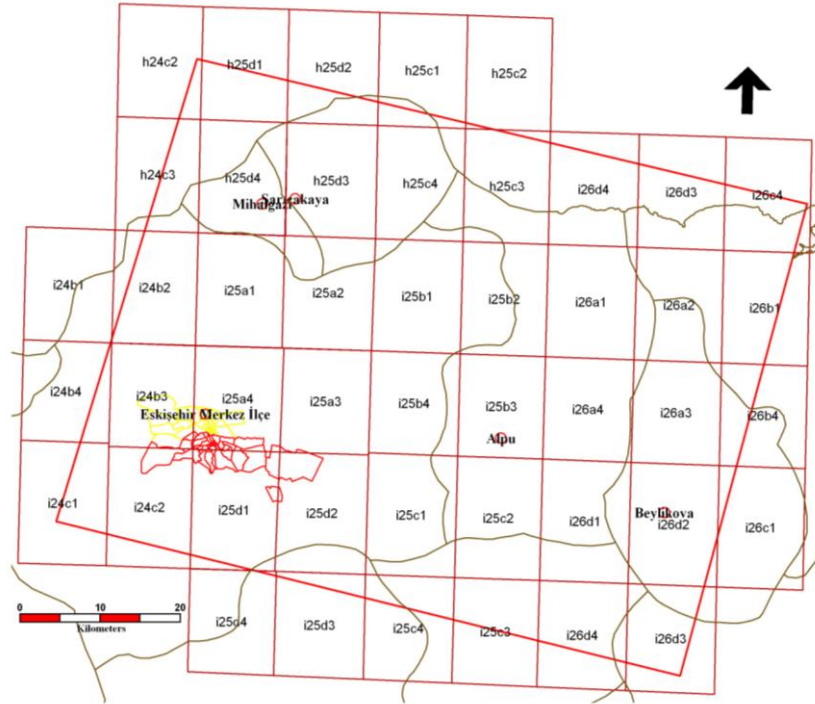 h24c2 h25d1 h25d2 h25c1 h25c2
h24c3 h25d4 h25d3 h25c4 h25c3 i26d4 i26d3 i26c4
Mihalgazi Sarıcakaya
i24b1 i24b2 i25a1 i25a2 i25b1 i25b2 i26a1 i26a2 i26b1
i24b4 i24b3 i25a4 i25a3 i25b4 i25b3 i26a4 i26a3 i26b4
Eskişehir Merkez İlçe
Alpu
i24c1 i24c2 i25d1 i25d2 i25c1 i25c2 i26d1 i26d2 i26c1
Beylikova
i25d4 i25d3 i25c4 i25c3 i26d4 i26d3
0 10 20
Kilometers